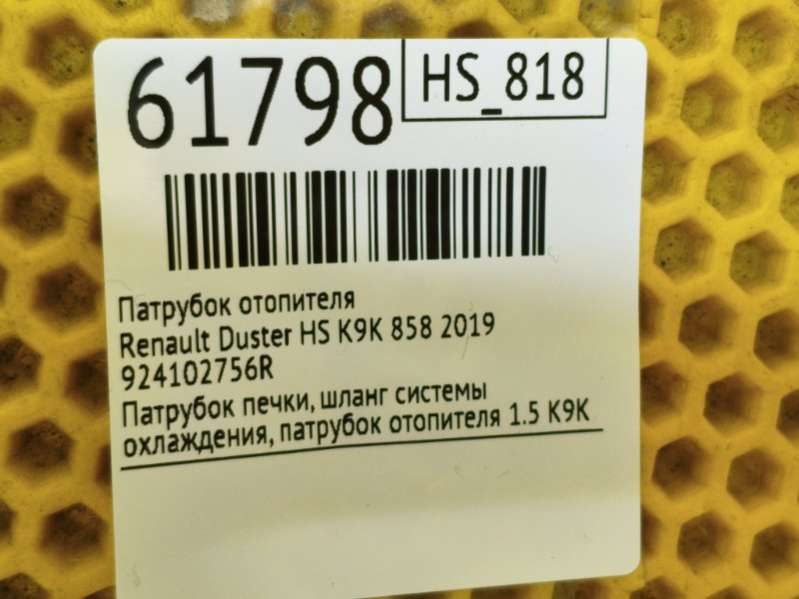 61798
HS_818
Патрубок отопителя
Renault Duster HS K9K 858 2019
924102756R
Патрубок печки, шланг системы
охлаждения, патрубок отопителя 1.5 K9K